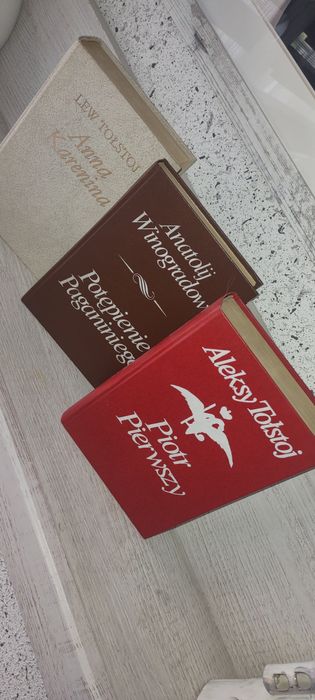 LEW TOŁSTOJ
Anna
Karenina
Anatolij
Winogradow
Potępienie
Paganiniego
Aleksy Tołstoj
Piotr
Pierwszy